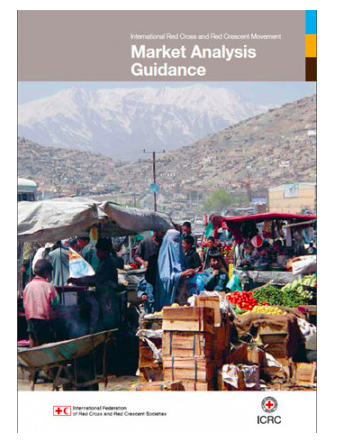 International Red Cross and Red Crescent Movement
Market Analysis
Guidance
International Federation
of Red Cross and Red Crescent Societies
ICRC